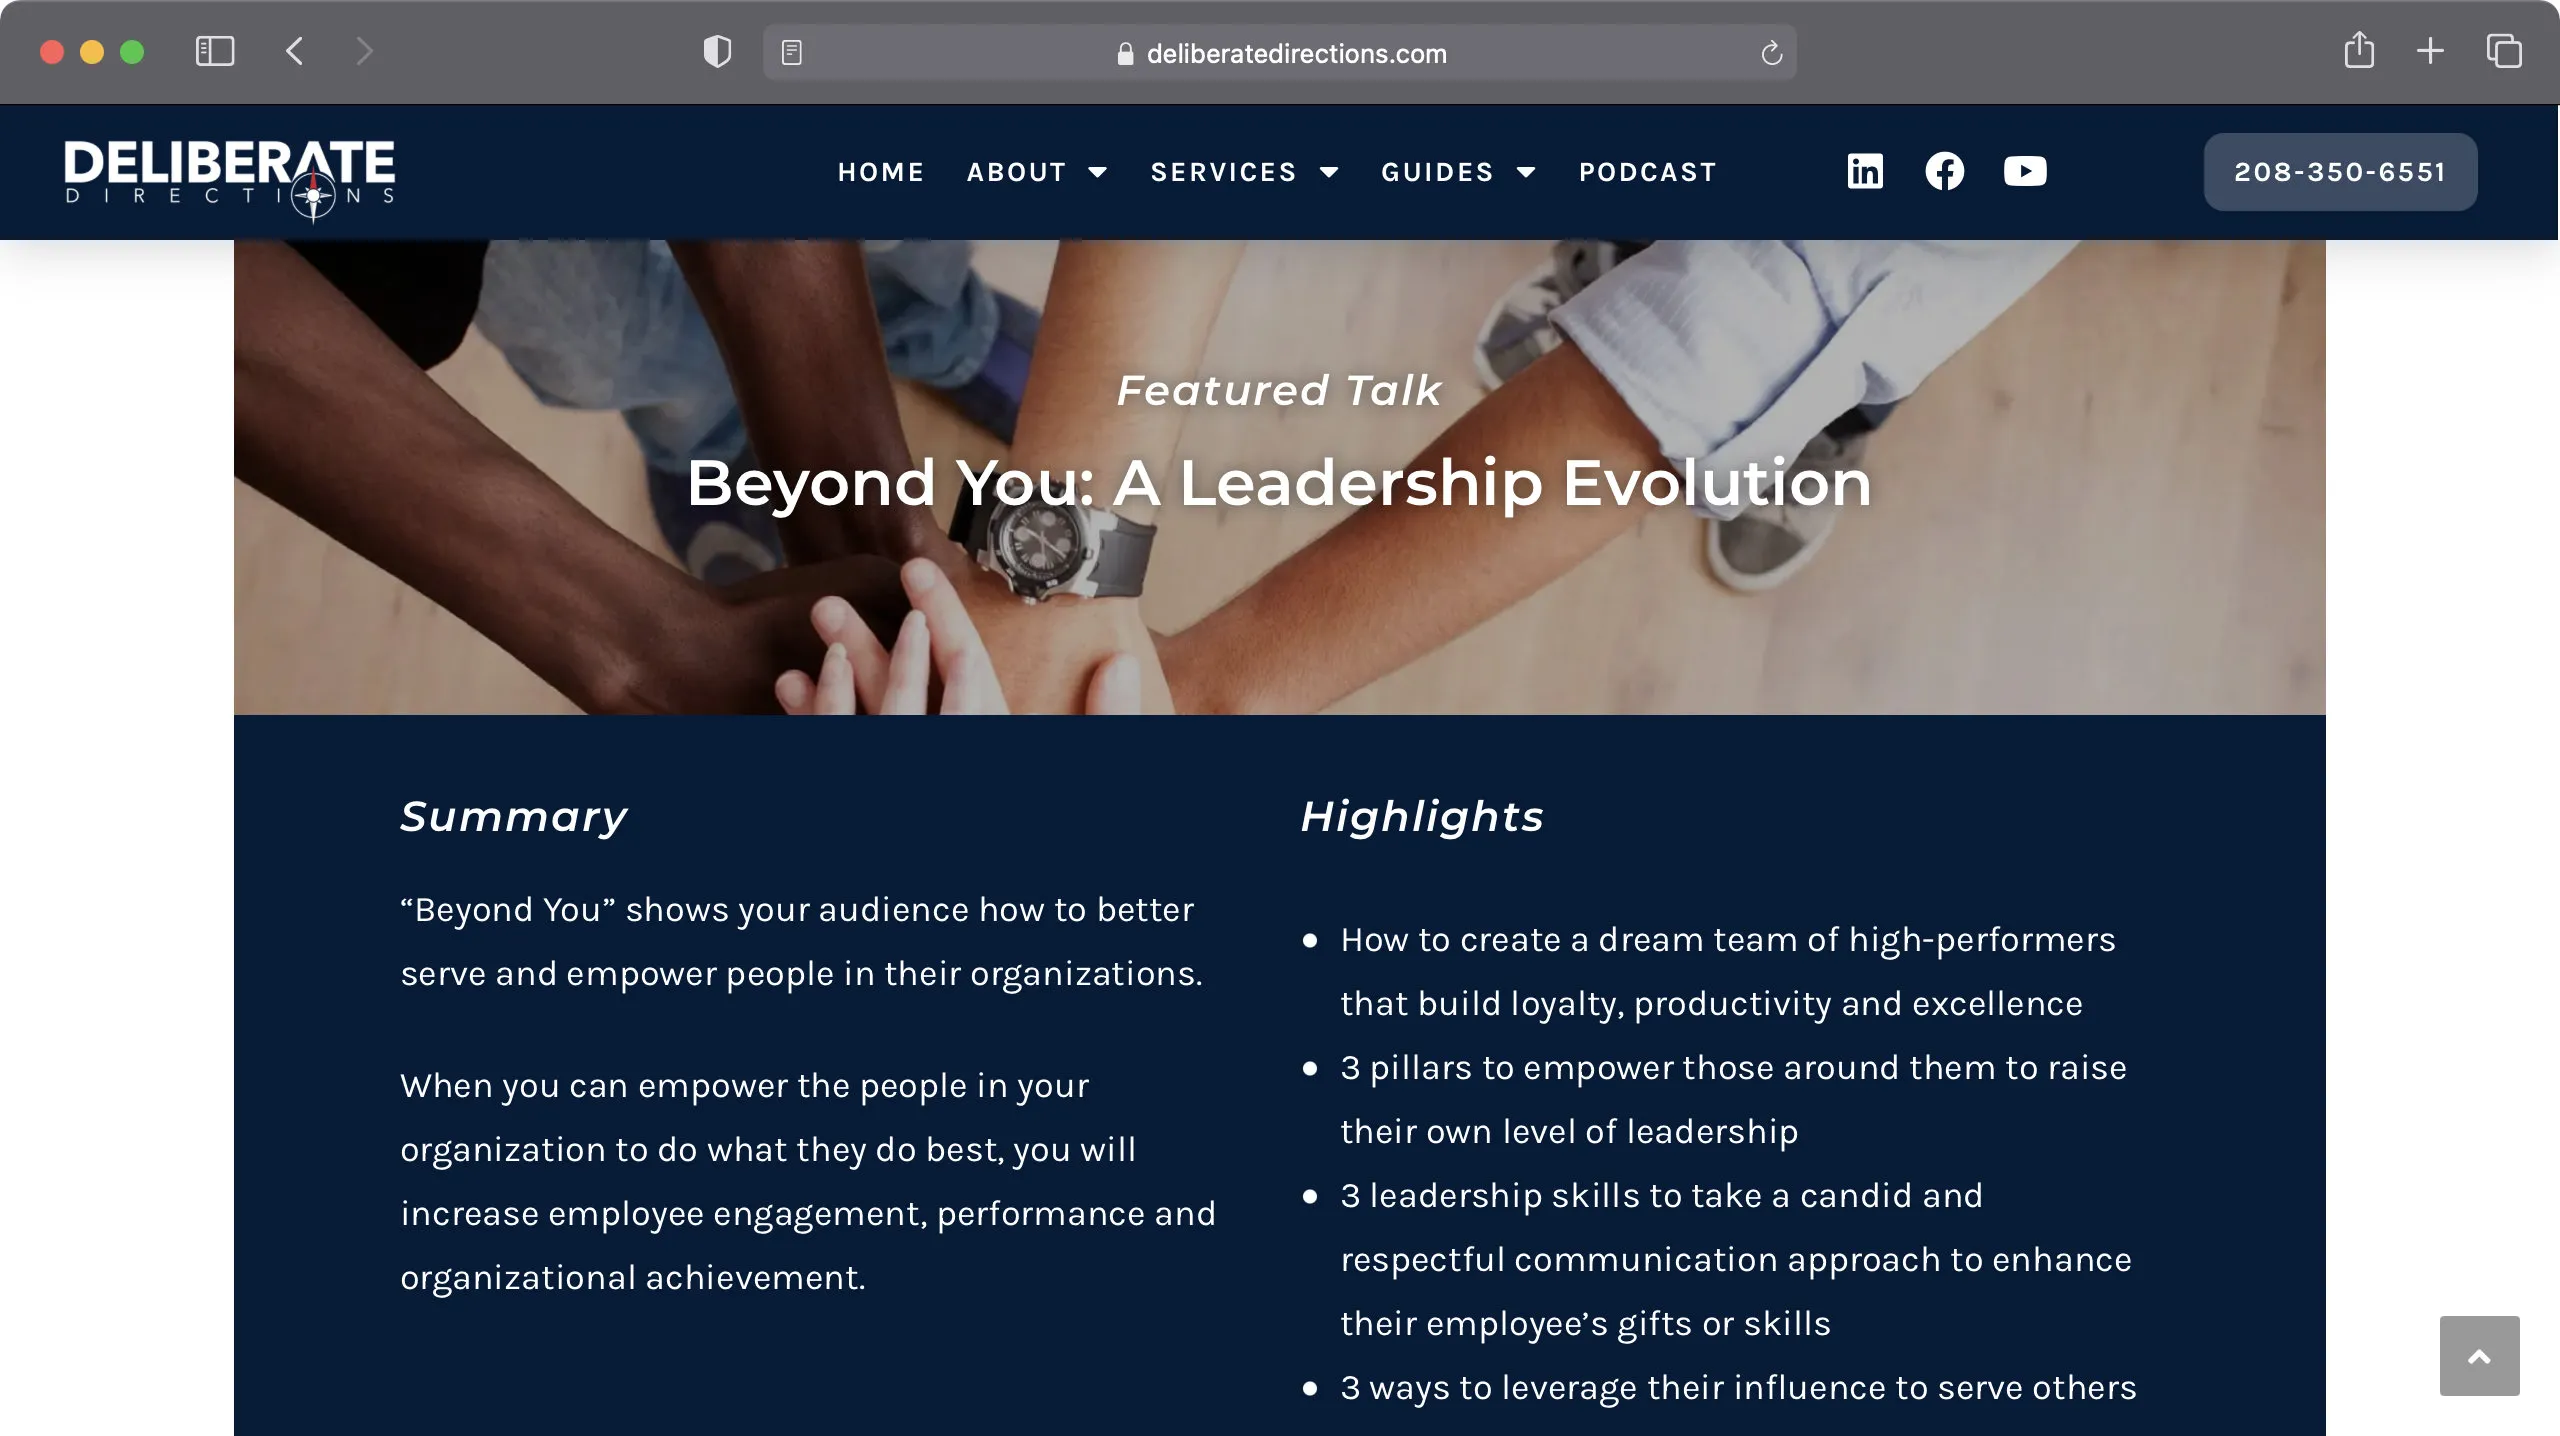 deliberatedirections.com
DELIBERATE
DIRECTIONS
HOME ABOUT SERVICES GUIDES PODCAST
208-350-6551
Featured Talk
Beyond You: A Leadership Evolution
Summary
“Beyond You” shows your audience how to better
serve and empower people in their organizations.
When you can empower the people in your
organization to do what they do best, you will
increase employee engagement, performance and
organizational achievement.
Highlights
How to create a dream team of high-performers
that build loyalty, productivity and excellence
3 pillars to empower those around them to raise
their own level of leadership
3 leadership skills to take a candid and
respectful communication approach to enhance
their employee’s gifts or skills
3 ways to leverage their influence to serve others